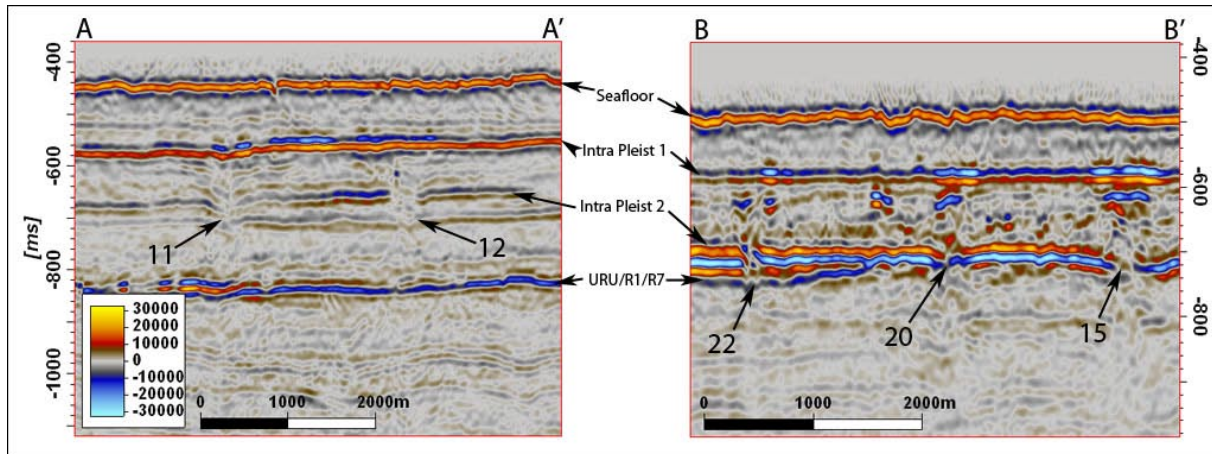 A
A'
B
B'
-400
-600
-800
-1000
[ms]
Seafloor
Intra Pleist 1
Intra Pleist 2
URU/R1/R7
11
12
30000
20000
10000
0
-10000
-20000
-30000
0 1000 2000m
-400
-600
-800
22
20
15
0 1000 2000m